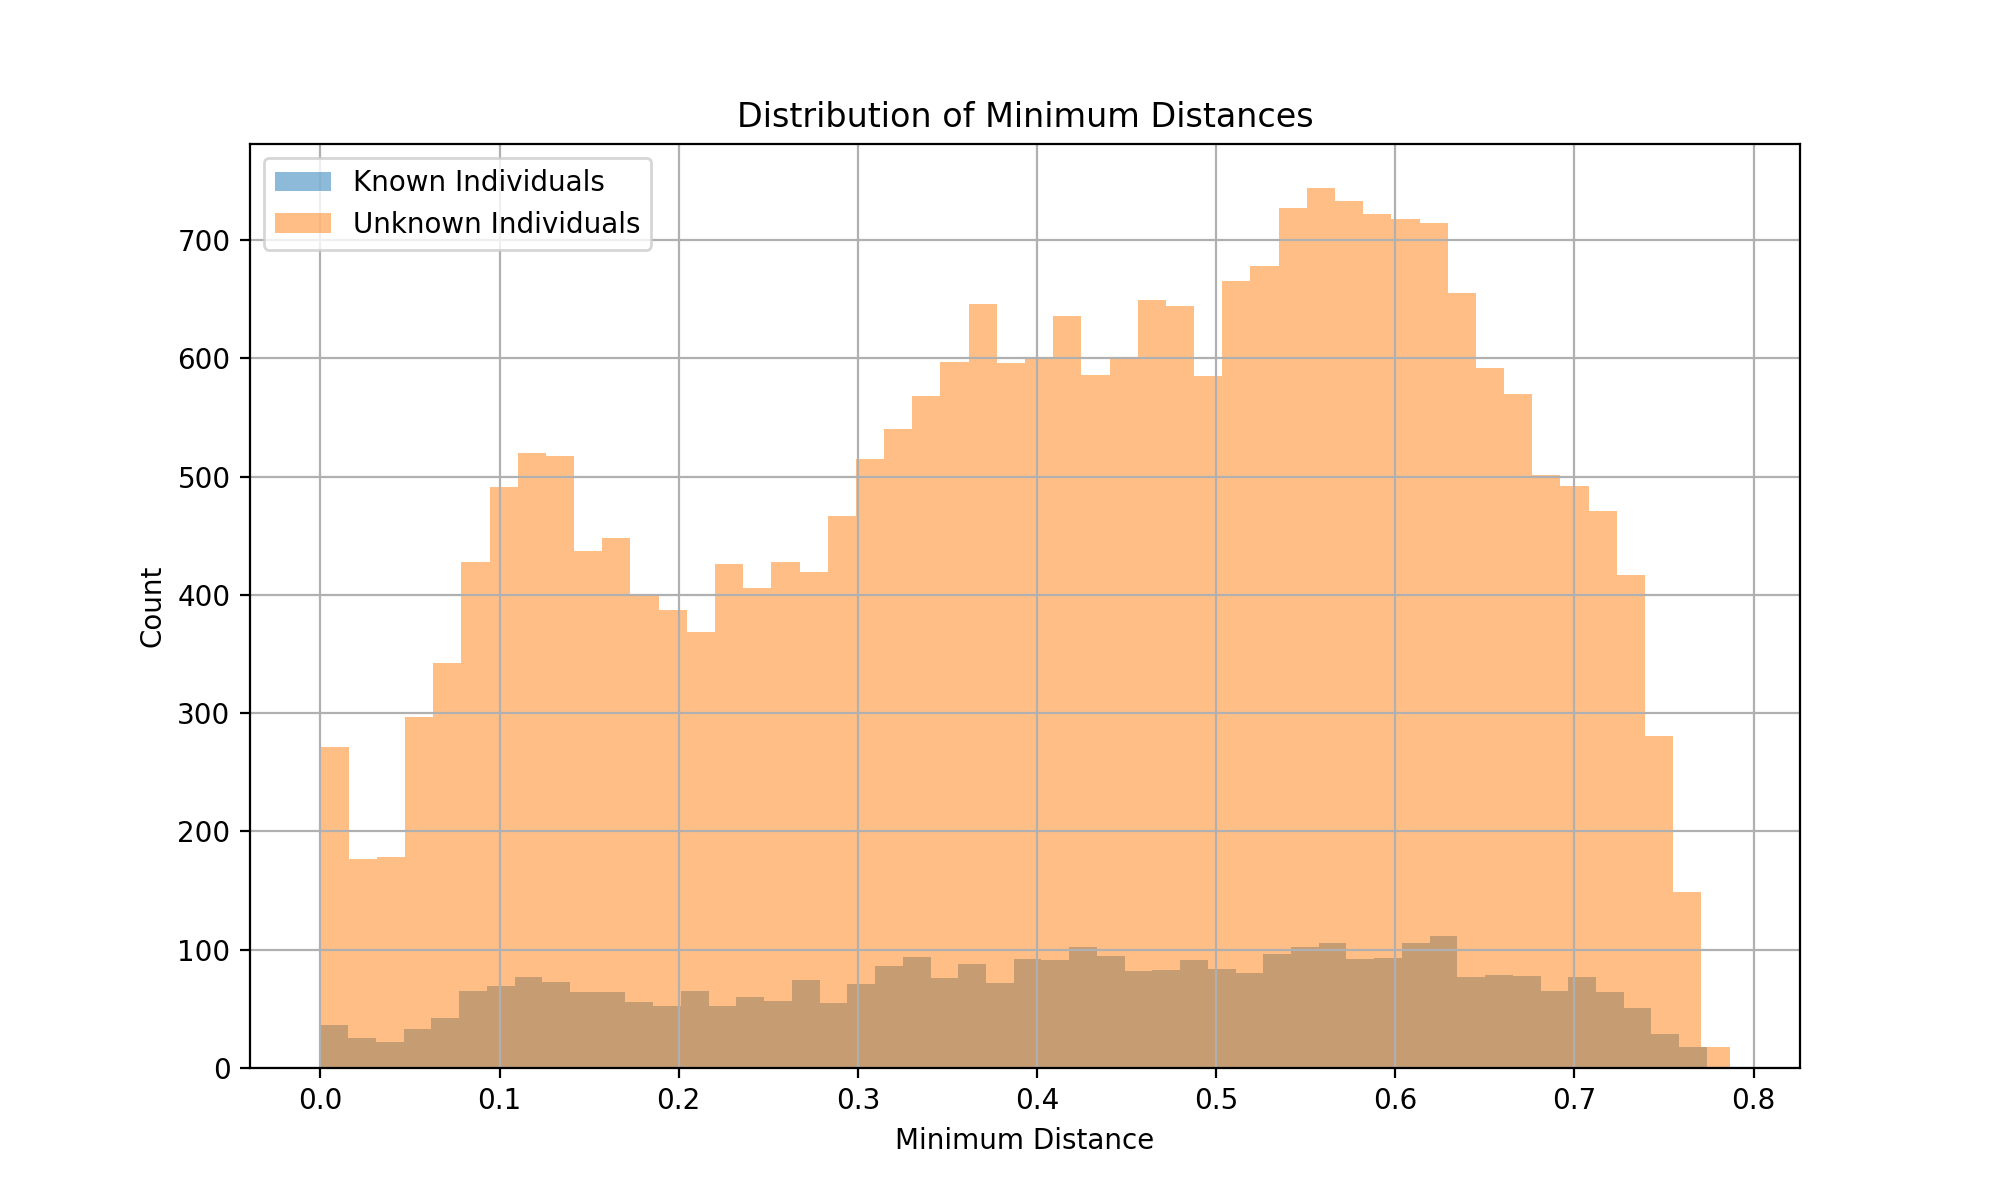 Distribution of Minimum Distances
Known Individuals
Unknown Individuals
700
600
500
400
300
200
100
0
Count
0.0 0.1 0.2 0.3 0.4 0.5 0.6 0.7 0.8
Minimum Distance